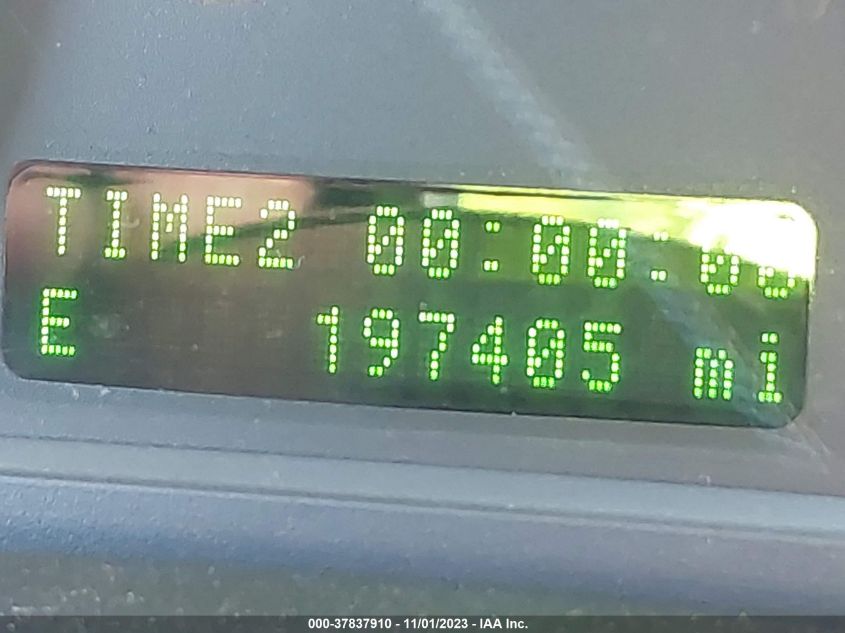 TIME2 00:00:00
E 197405 mi
000-37837910 - 11/01/2023 - IAA Inc.